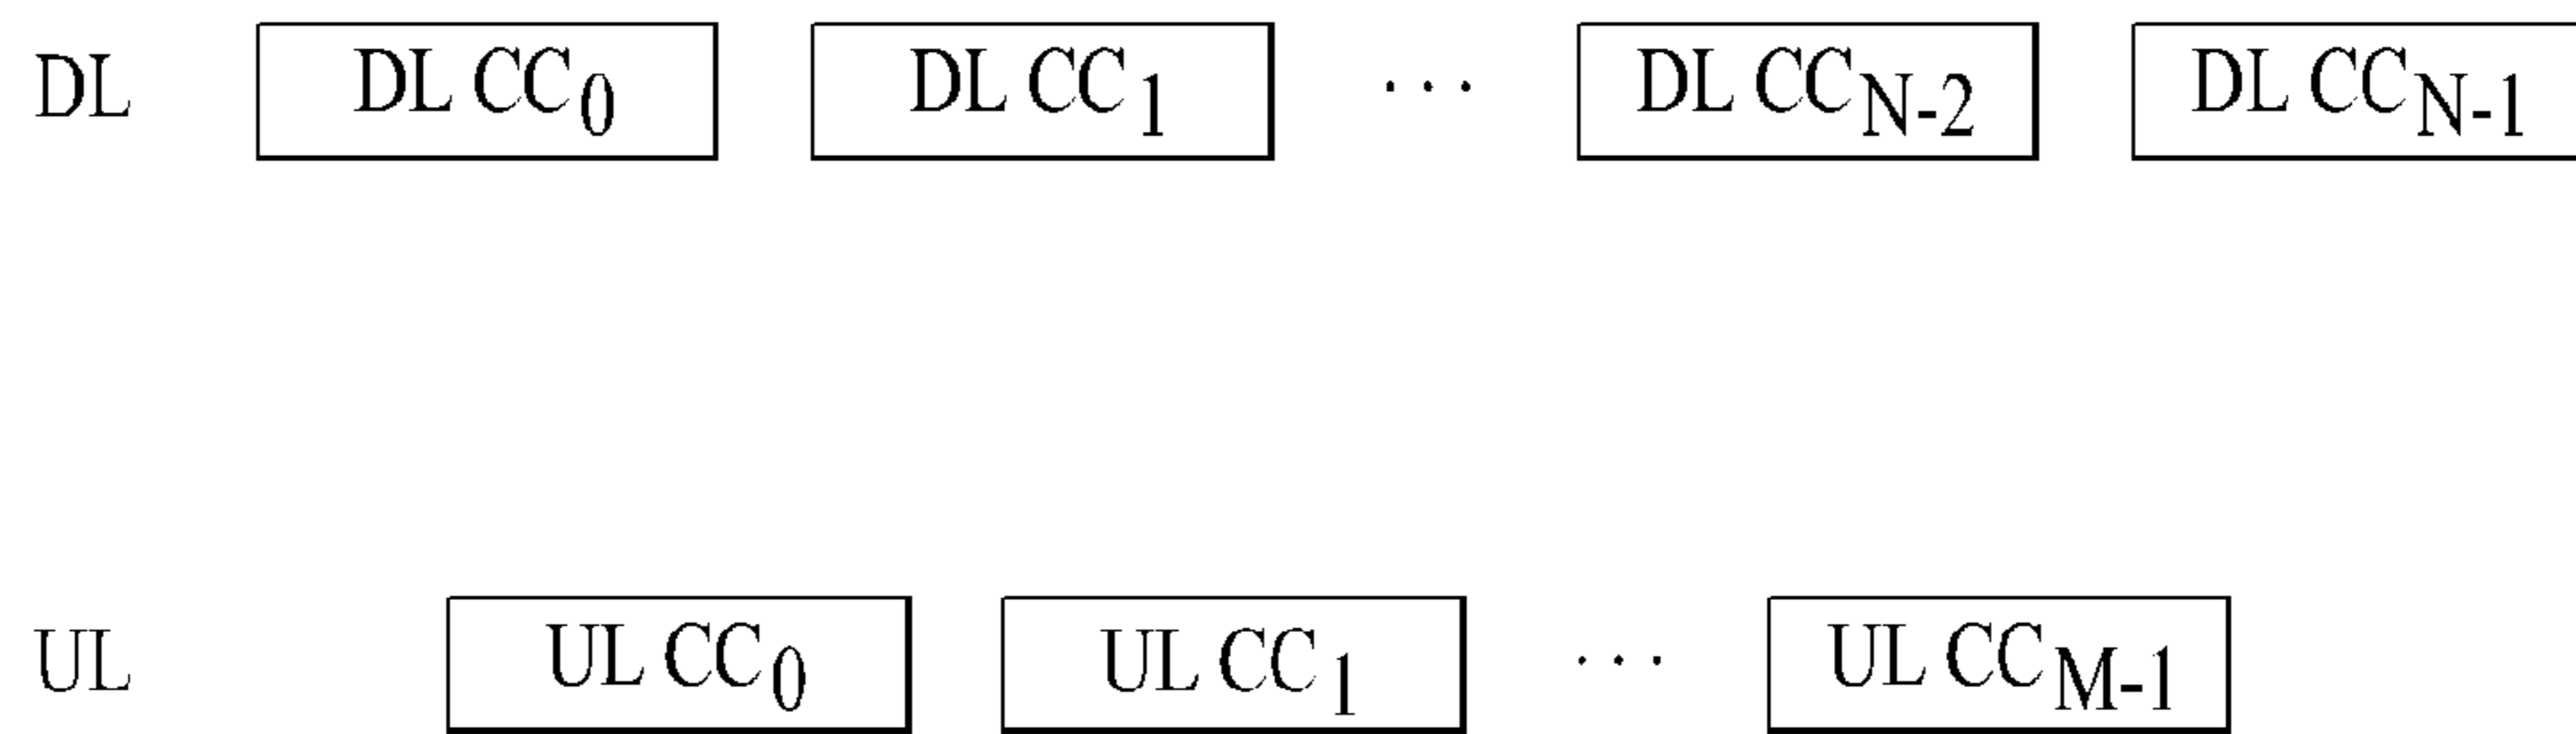 DL DL CC0 DL CC1 ... DL CCN-2 DL CCN-1
UL UL CC0 UL CC1 ... UL CCM-1